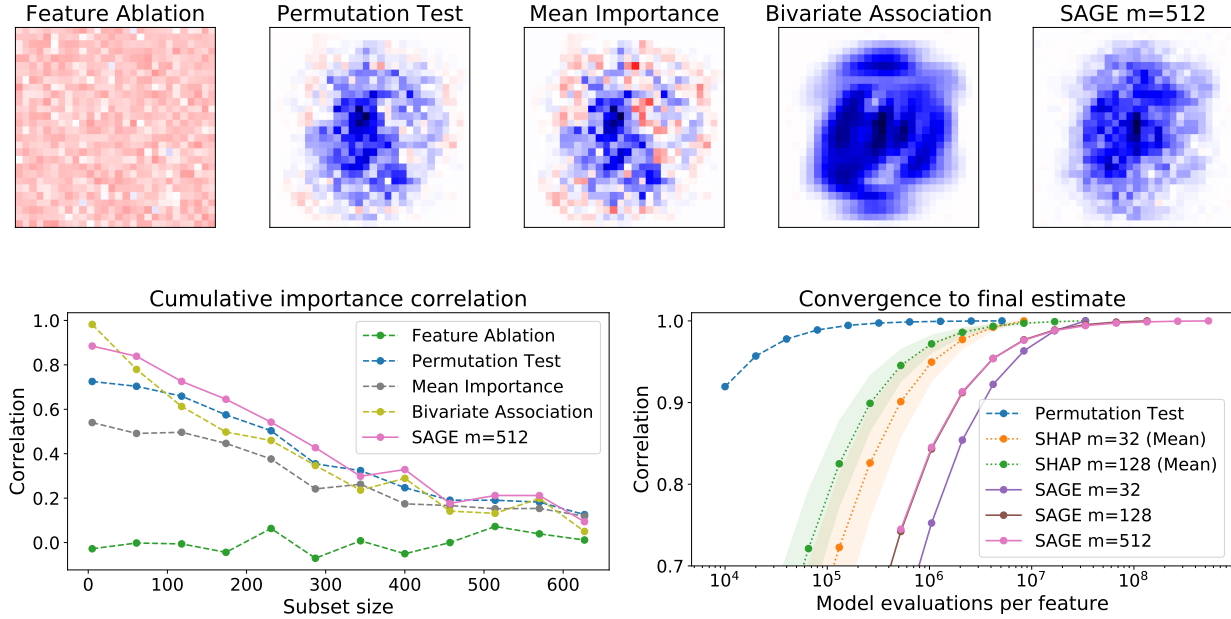 Feature Ablation
Permutation Test
Mean Importance
Bivariate Association
SAGE m=512
Cumulative importance correlation
Correlation
1.0
0.8
0.6
0.4
0.2
0.0
0
100
200
300
400
500
600
Subset size
Feature Ablation
Permutation Test
Mean Importance
Bivariate Association
SAGE m=512
Convergence to final estimate
Correlation
1.0
0.9
0.8
0.7
10⁴
10⁵
10⁶
10⁷
10⁸
Model evaluations per feature
Permutation Test
SHAP m=32 (Mean)
SHAP m=128 (Mean)
SAGE m=32
SAGE m=128
SAGE m=512